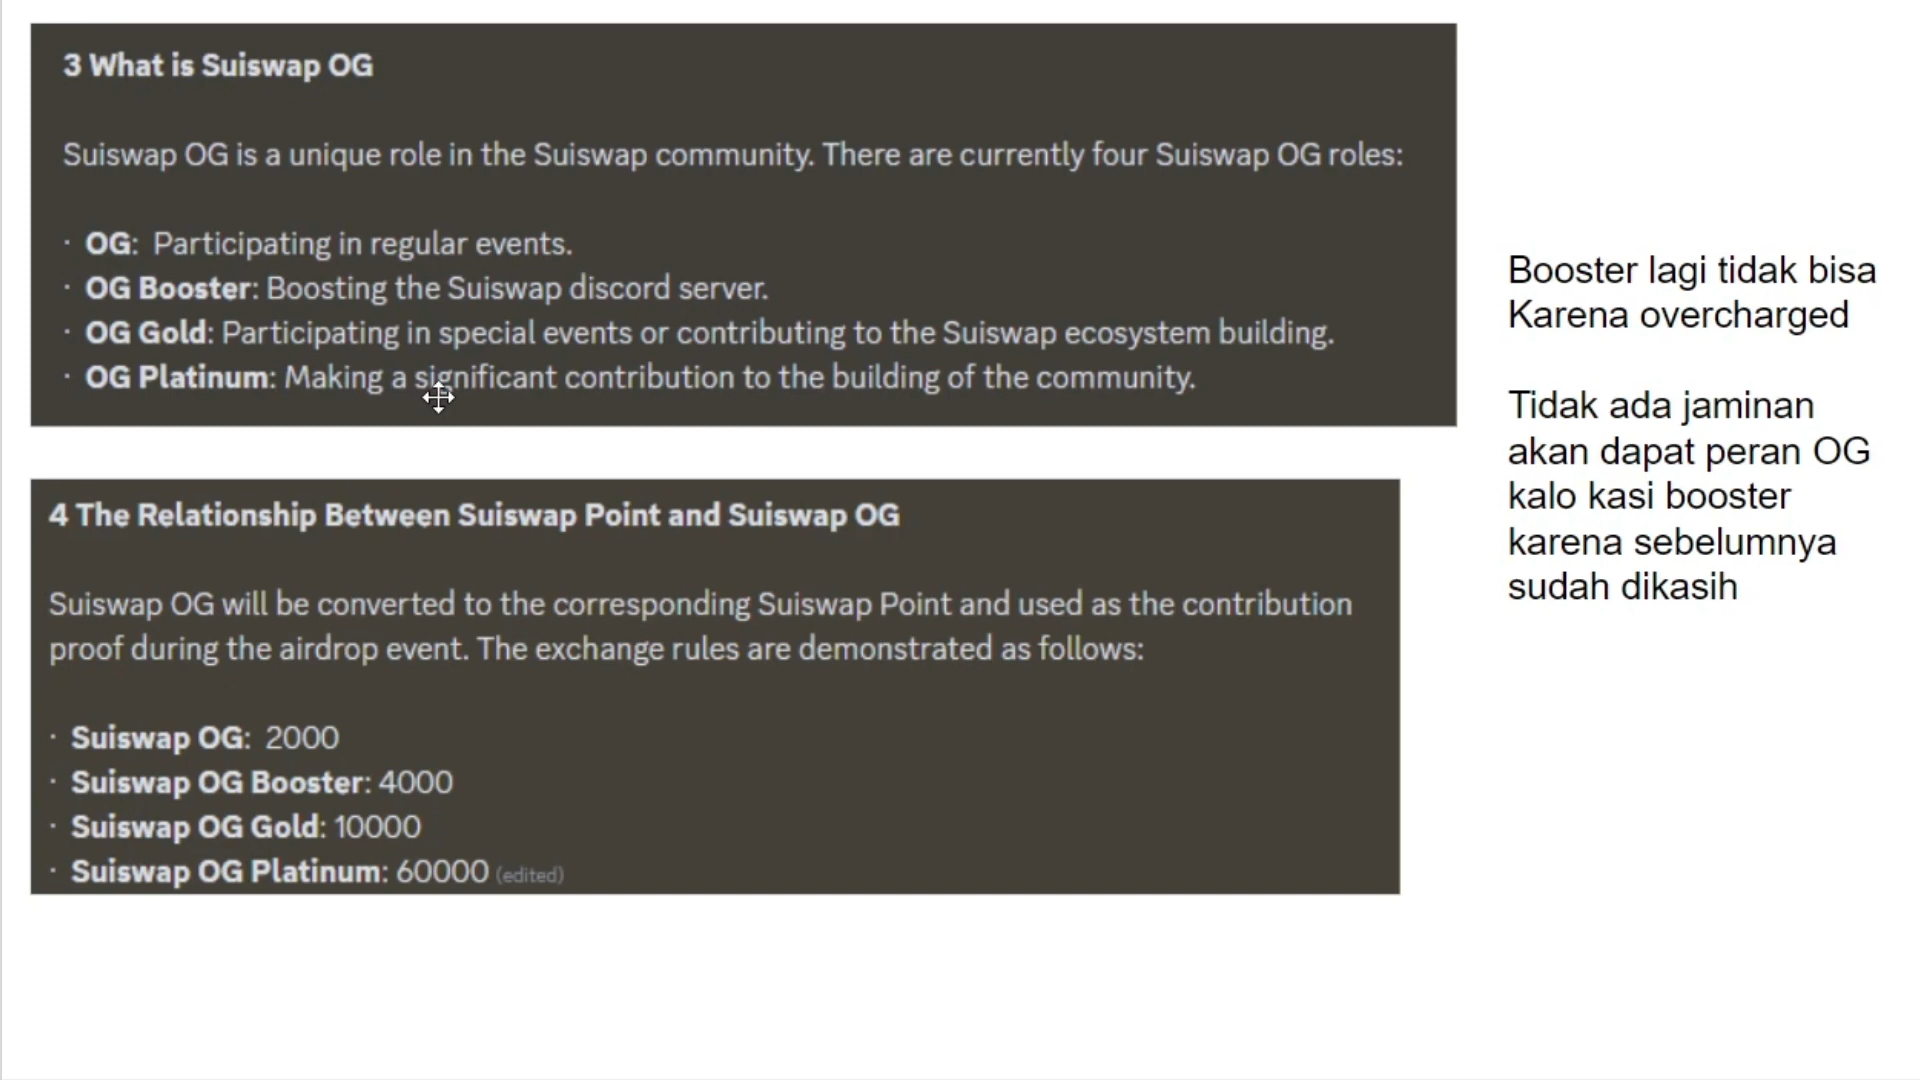 3 What is Suiswap OG
Suiswap OG is a unique role in the Suiswap community. There are currently four Suiswap OG roles:
· OG: Participating in regular events.
· OG Booster: Boosting the Suiswap discord server.
· OG Gold: Participating in special events or contributing to the Suiswap ecosystem building.
· OG Platinum: Making a significant contribution to the building of the community.
4 The Relationship Between Suiswap Point and Suiswap OG
Suiswap OG will be converted to the corresponding Suiswap Point and used as the contribution
proof during the airdrop event. The exchange rules are demonstrated as follows:
· Suiswap OG: 2000
· Suiswap OG Booster: 4000
· Suiswap OG Gold: 10000
· Suiswap OG Platinum: 60000 (edited)
Booster lagi tidak bisa
Karena overcharged
Tidak ada jaminan
akan dapat peran OG
kalo kasi booster
karena sebelumnya
sudah dikasih